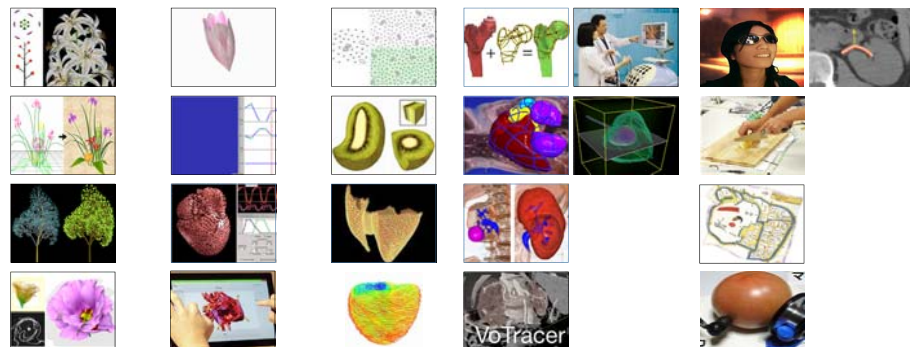 + =
VoTracer